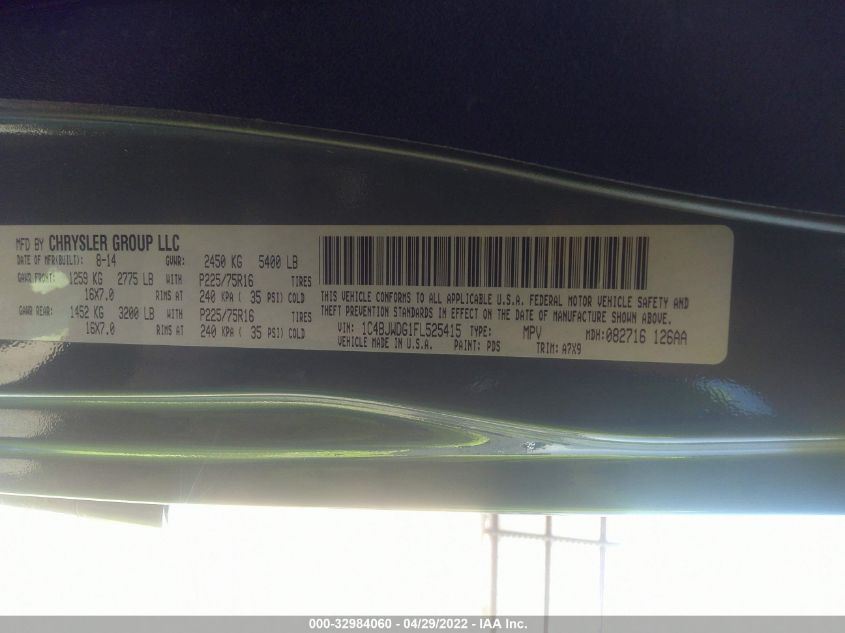 MFD BY CHRYSLER GROUP LLC
DATE OF MFR(BUILT): 8-14 GVWR: 2450 KG 5400 LB
GAWR FRONT: 1259 KG 2775 LB WITH P225/75R16 TIRES
16X7.0 RIMS AT 240 KPA ( 35 PSI) COLD
GAWR REAR: 1452 KG 3200 LB WITH P225/75R16 TIRES
16X7.0 RIMS AT 240 KPA ( 35 PSI) COLD
THIS VEHICLE CONFORMS TO ALL APPLICABLE U.S.A. FEDERAL MOTOR VEHICLE SAFETY AND
THEFT PREVENTION STANDARDS IN EFFECT ON THE DATE OF MANUFACTURE SHOWN ABOVE.
VIN: 1C4BJWDG1FL525415 TYPE: MPV MDH: 082716 126AA
VEHICLE MADE IN U.S.A. PAINT: PDS TRIM: A7X9
000-32984060 - 04/29/2022 - IAA Inc.